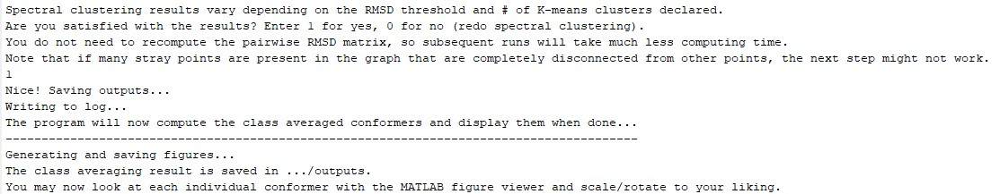 Spectral clustering results vary depending on the RMSD threshold and # of K-means clusters declared.
Are you satisfied with the results? Enter 1 for yes, 0 for no (redo spectral clustering).
You do not need to recompute the pairwise RMSD matrix, so subsequent runs will take much less computing time.
Note that if many stray points are present in the graph that are completely disconnected from other points, the next step might not work.
1
Nice! Saving outputs...
Writing to log...
The program will now compute the class averaged conformers and display them when done...
----------------------------------------------------------------------------------------
Generating and saving figures...
The class averaging result is saved in .../outputs.
You may now look at each individual conformer with the MATLAB figure viewer and scale/rotate to your liking.